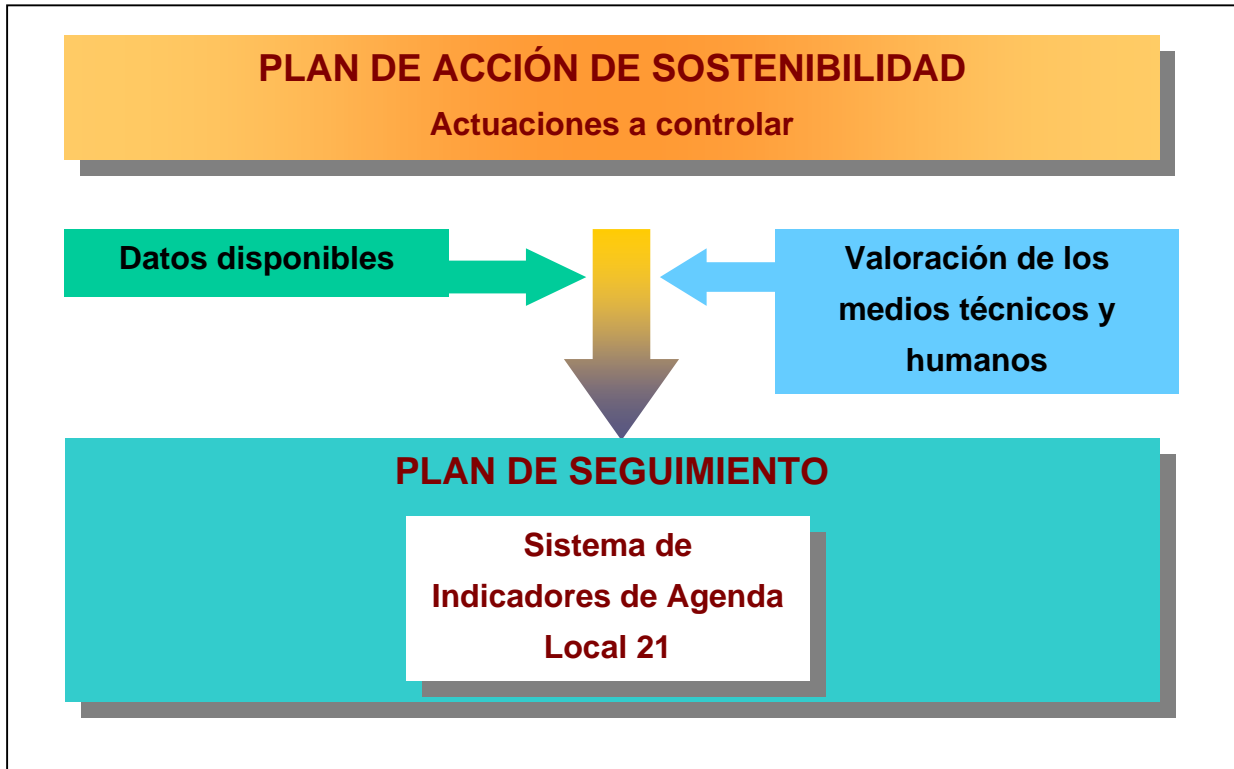 PLAN DE ACCIÓN DE SOSTENIBILIDAD
Actuaciones a controlar
Datos disponibles
Valoración de los
medios técnicos y
humanos
PLAN DE SEGUIMIENTO
Sistema de
Indicadores de Agenda
Local 21